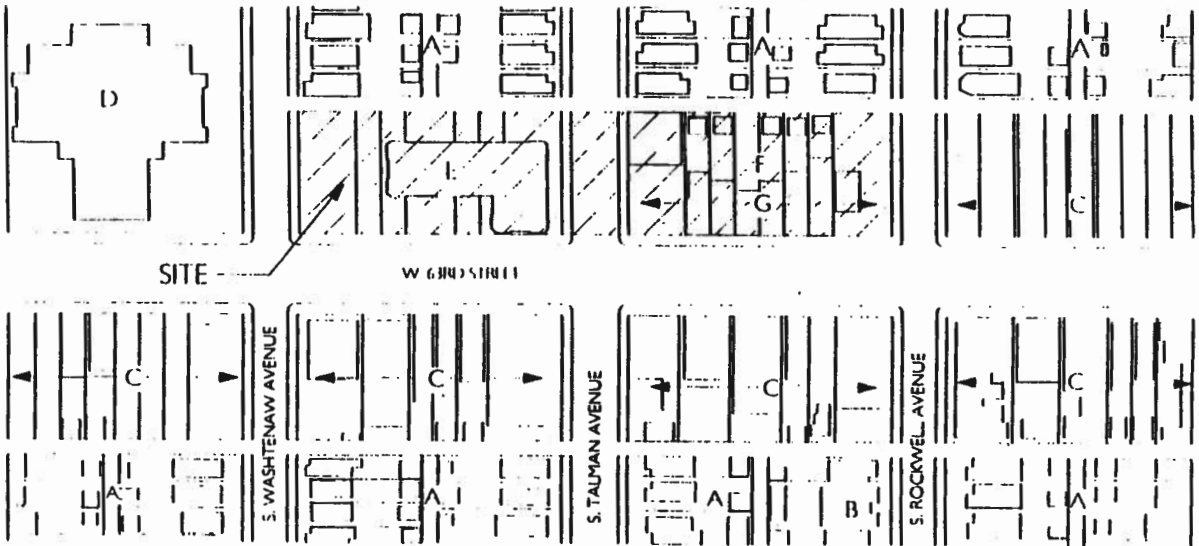 A
A
A
D
F
G
C
SITE
W 63RD STREET
S. WASHTENAW AVENUE
S. TALMAN AVENUE
S. ROCKWELL AVENUE
C
C
C
C
A
A
A
B
A